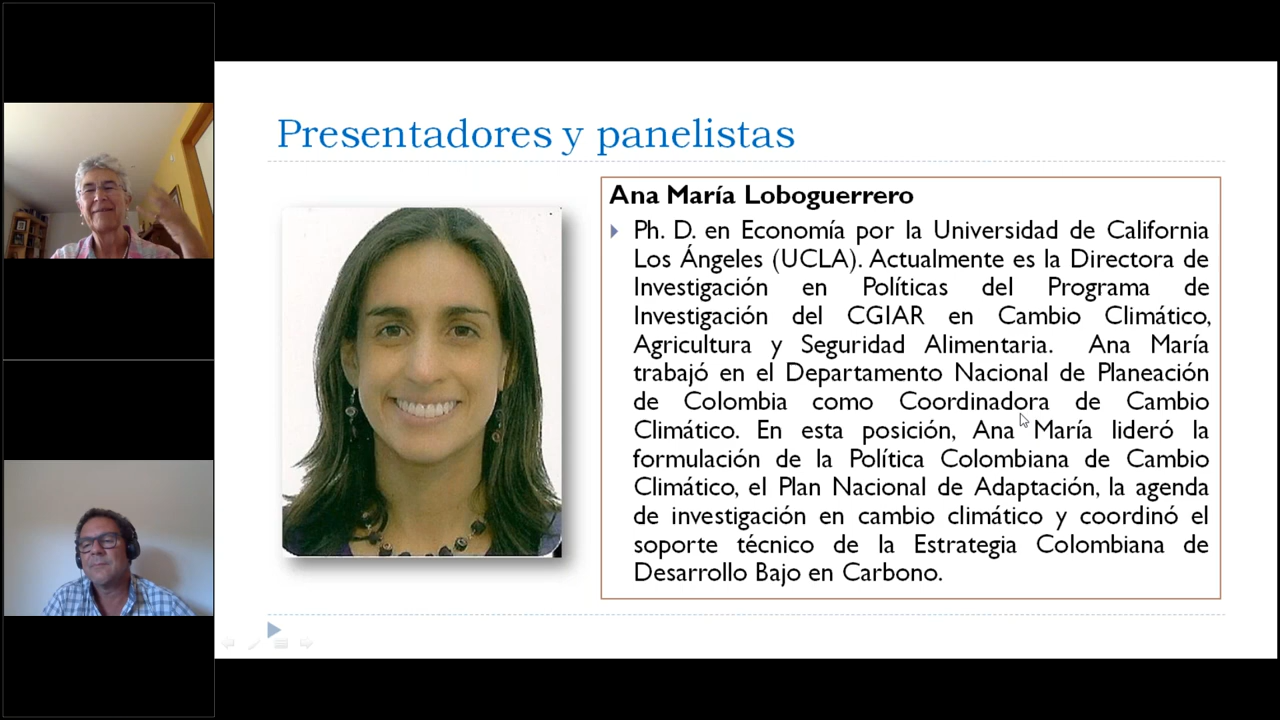 Presentadores y panelistas
Ana María Loboguerrero
Ph. D. en Economía por la Universidad de California
Los Ángeles (UCLA). Actualmente es la Directora de
Investigación en Políticas del Programa de
Investigación del CGIAR en Cambio Climático,
Agricultura y Seguridad Alimentaria. Ana María
trabajó en el Departamento Nacional de Planeación
de Colombia como Coordinadora de Cambio
Climático. En esta posición, Ana María lideró la
formulación de la Política Colombiana de Cambio
Climático, el Plan Nacional de Adaptación, la agenda
de investigación en cambio climático y coordinó el
soporte técnico de la Estrategia Colombiana de
Desarrollo Bajo en Carbono.